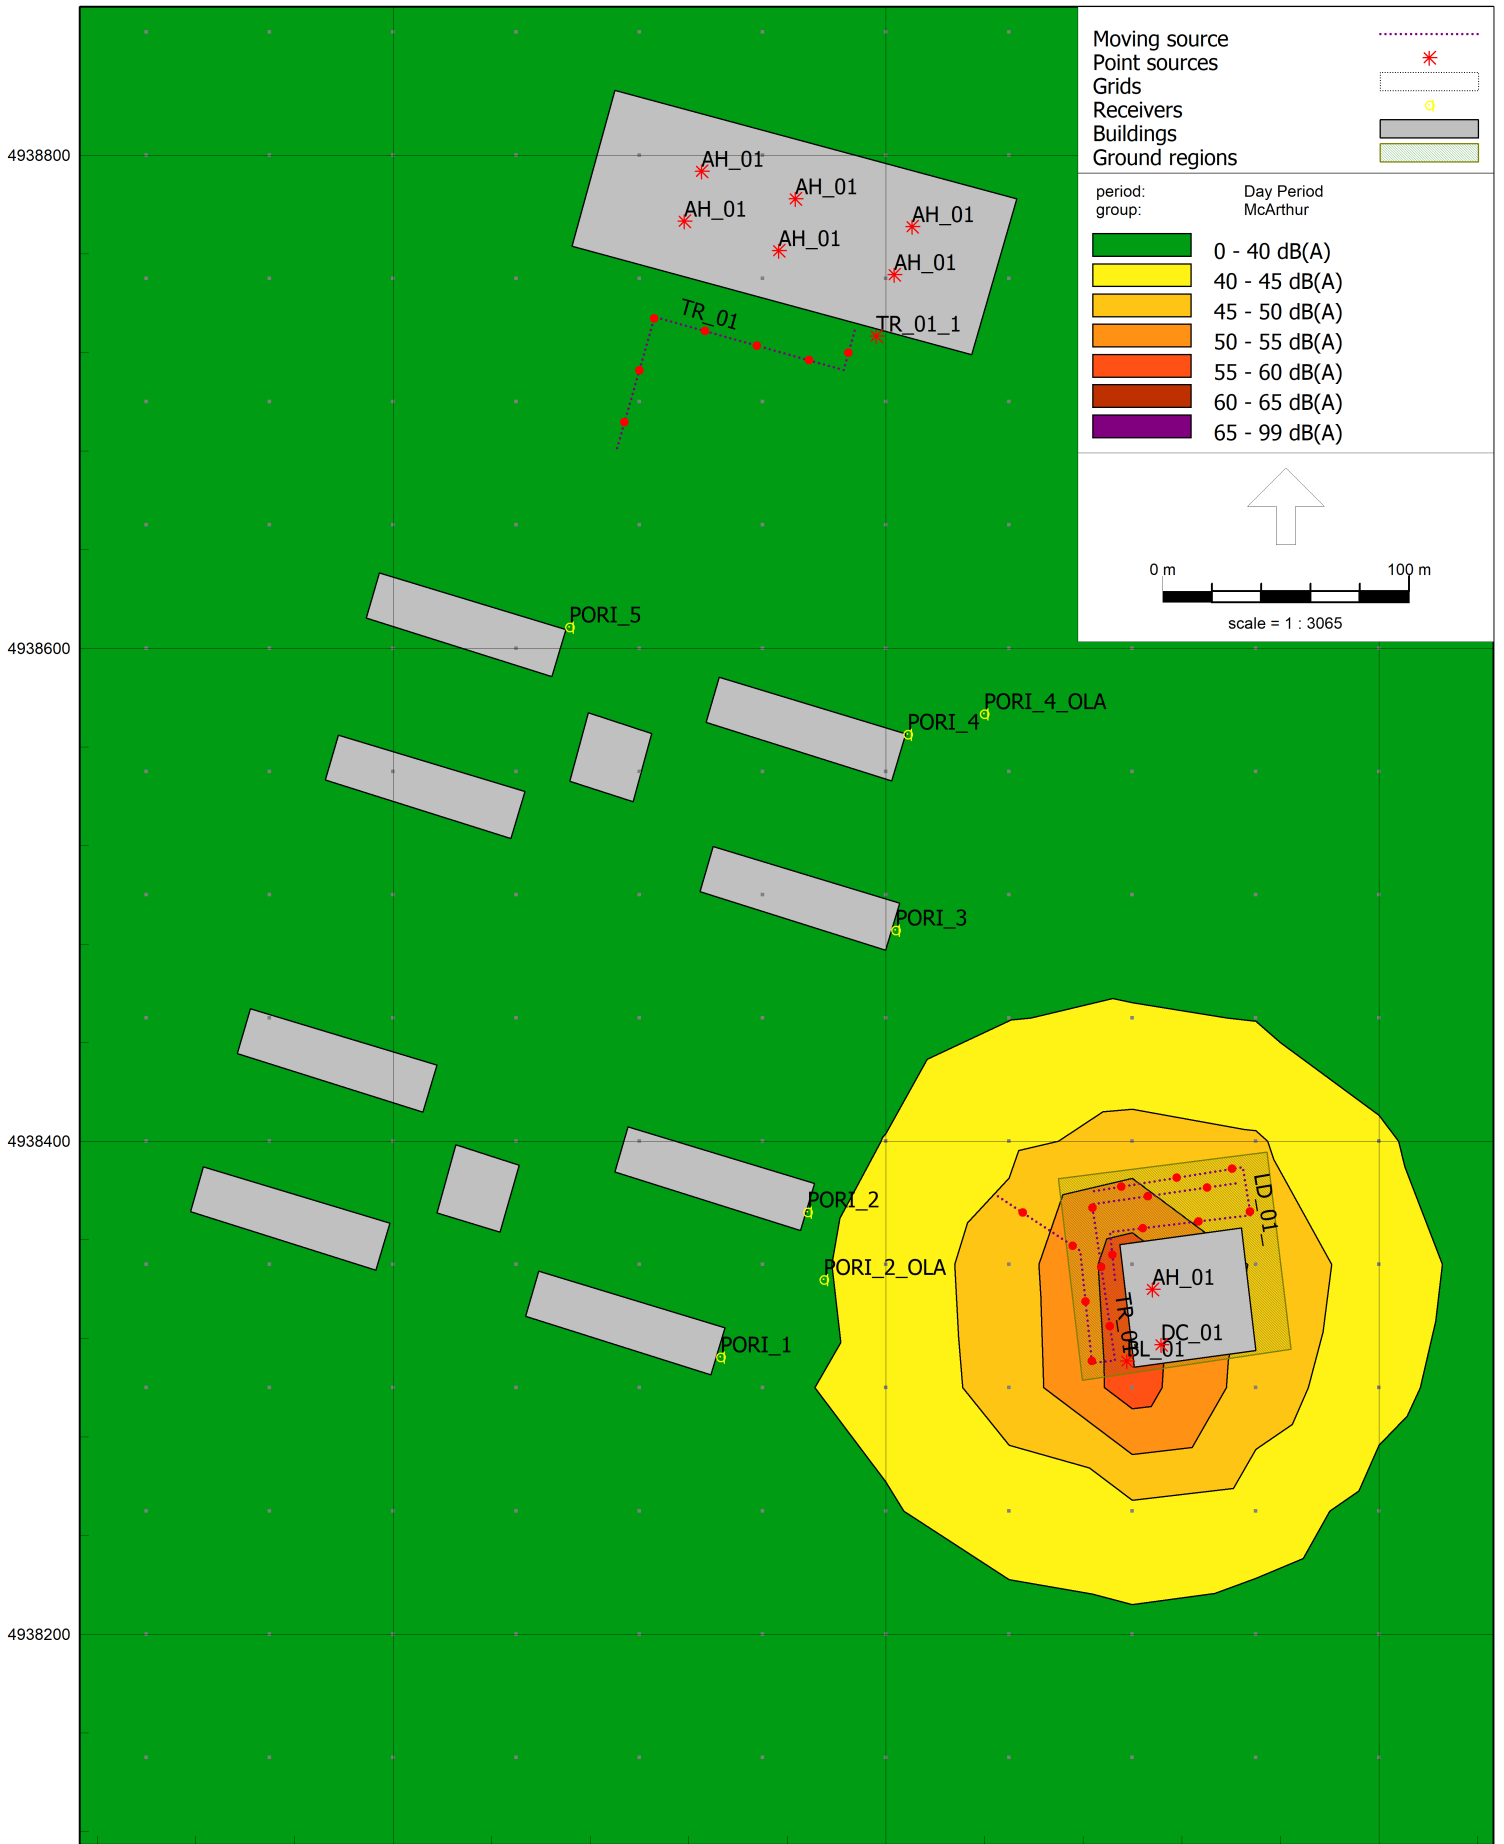 Moving source
Point sources
Grids
Receivers
Buildings
Ground regions
period: Day Period
group: McArthur
0 - 40 dB(A)
40 - 45 dB(A)
45 - 50 dB(A)
50 - 55 dB(A)
55 - 60 dB(A)
60 - 65 dB(A)
65 - 99 dB(A)
0 m 100 m
scale = 1 : 3065
4938800
AH_01
AH_01
AH_01
AH_01
AH_01
AH_01
TR_01
TR_01_1
PORI_5
4938600
PORI_4_OLA
PORI_4
PORI_3
4938400
PORI_2
LD_01_
PORI_2_OLA
AH_01
TR_01
DC_01
BL_01
PORI_1
4938200